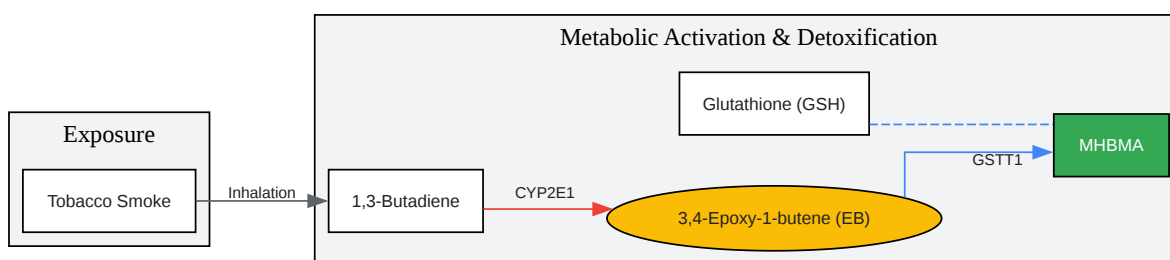 Metabolic Activation & Detoxification
Glutathione (GSH)
Exposure
MHBMA
GSTT1
Tobacco Smoke
Inhalation
1,3-Butadiene
CYP2E1
3,4-Epoxy-1-butene (EB)